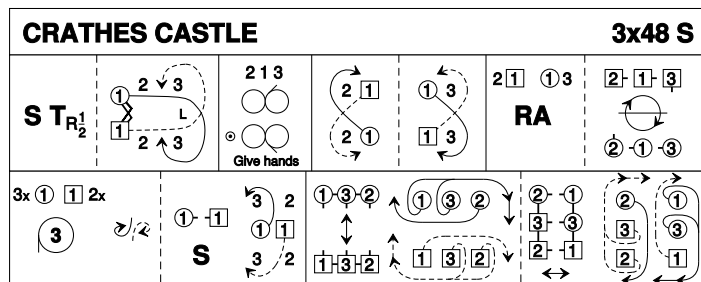 CRATHES CASTLE 3x48 S
S T R½ 1 1 2 3 2 3 L
2 1 3 Give hands
2 1 2 1
1 3 1 3
2 1 1 3 RA
2 1 3 2 1 3
3x 1 1 2x 3
1 1 S
3 2 1 1 3 2
1 3 2 1 3 2
1 3 2 1 3 2
2 1 3 3 2 1
2 3 2 1 3 1